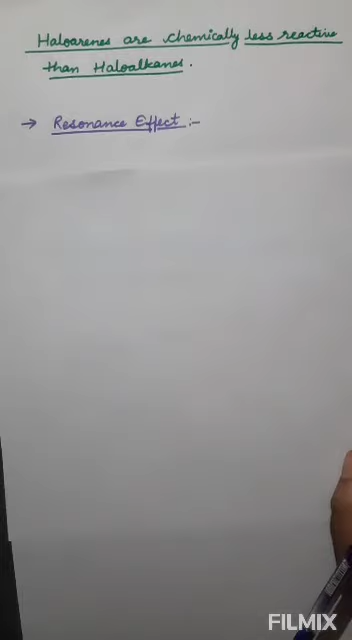 Haloarenes are chemically less reactive
than Haloalkanes.
→ Resonance Effect :-
FILMIX